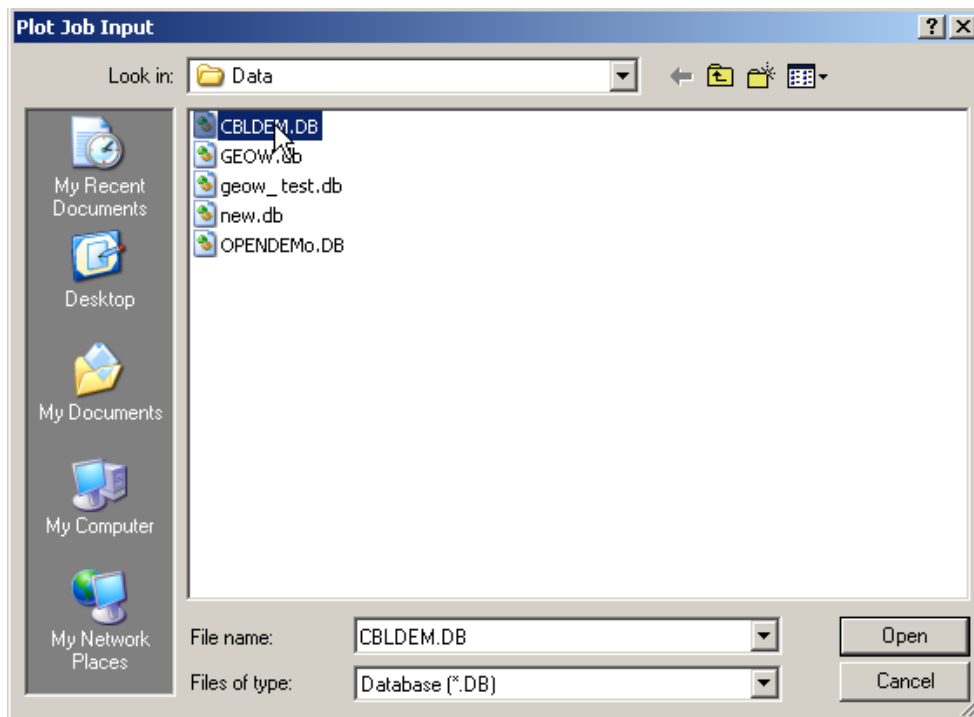 Plot Job Input
Look in: Data
CBLDEM.DB
GEOW.db
geow_test.db
new.db
OPENDEMo.DB
My Recent
Documents
Desktop
My Documents
My Computer
My Network
Places
File name: CBLDEM.DB Open
Files of type: Database (*.DB) Cancel